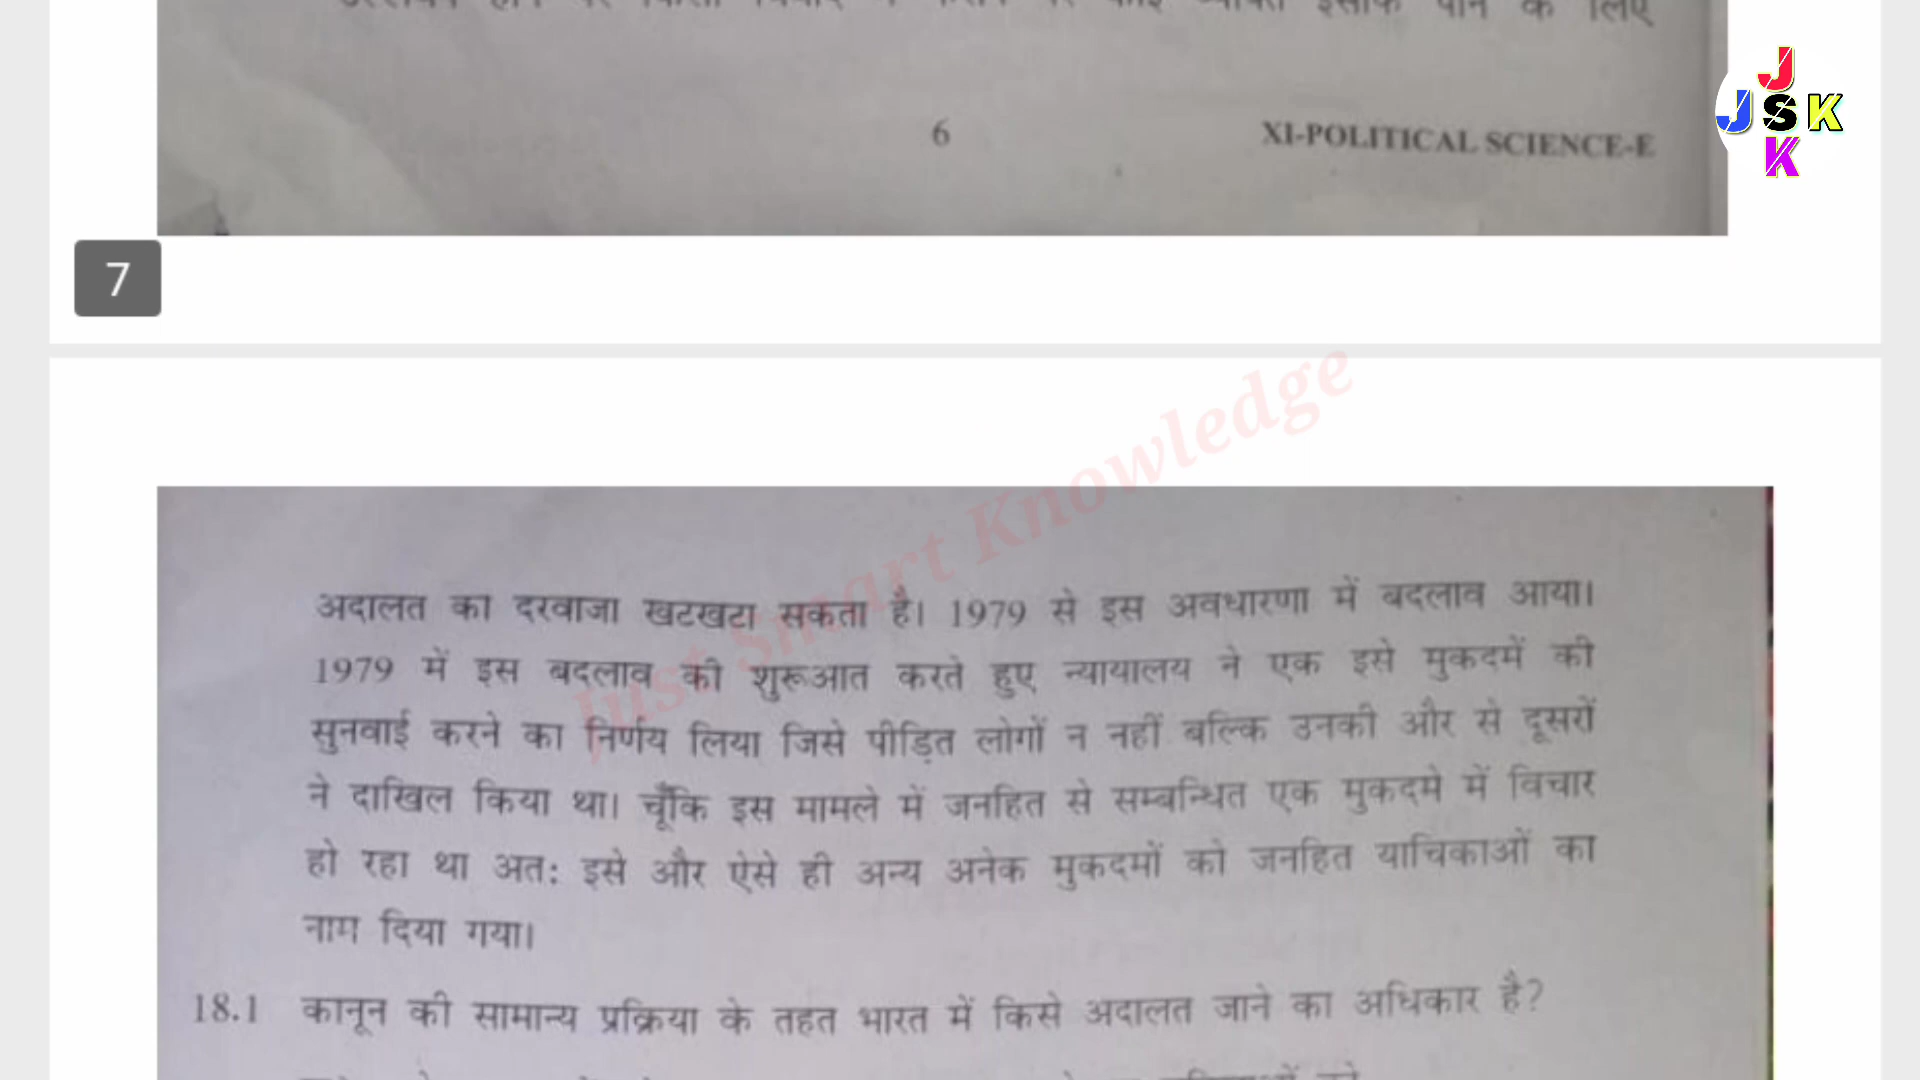 6
XI-POLITICAL SCIENCE-E
J
J S K
K
7
Just Smart Knowledge
अदालत का दरवाजा खटखटा सकता है। 1979 से इस अवधारणा में बदलाव आया।
1979 में इस बदलाव की शुरूआत करते हुए न्यायालय ने एक इसे मुकदमें की
सुनवाई करने का निर्णय लिया जिसे पीड़ित लोगों न नहीं बल्कि उनकी और से दूसरों
ने दाखिल किया था। चूँकि इस मामले में जनहित से सम्बन्धित एक मुकदमे में विचार
हो रहा था अत: इसे और ऐसे ही अन्य अनेक मुकदमों को जनहित याचिकाओं का
नाम दिया गया।
18.1 कानून की सामान्य प्रक्रिया के तहत भारत में किसे अदालत जाने का अधिकार है?